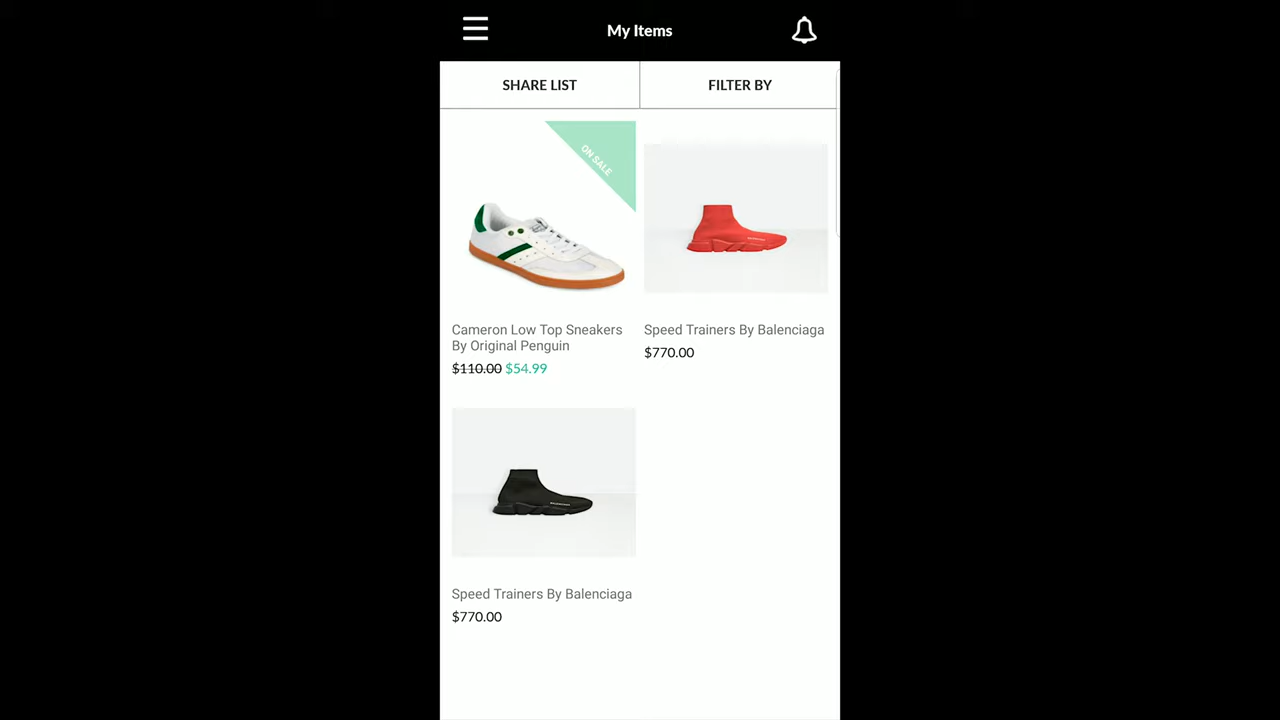 My Items
SHARE LIST
FILTER BY
ON SALE
Cameron Low Top Sneakers
By Original Penguin
$110.00 $54.99
Speed Trainers By Balenciaga
$770.00
Speed Trainers By Balenciaga
$770.00